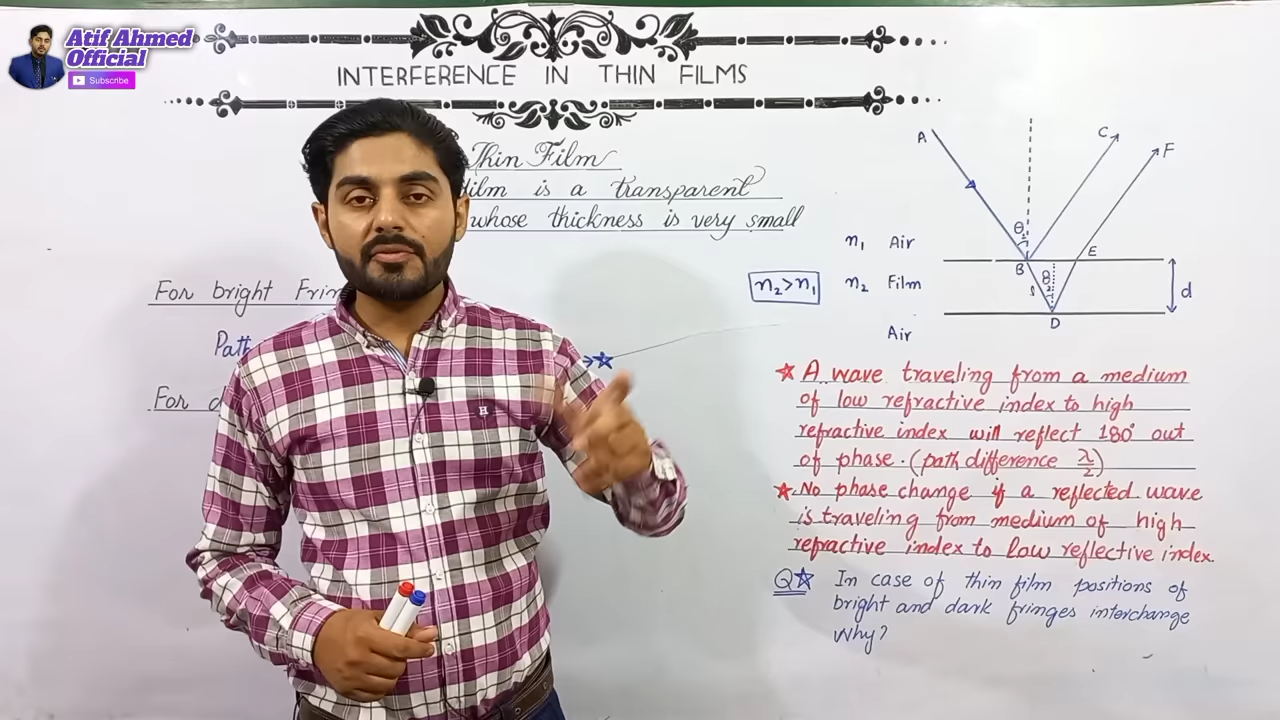 Atif Ahmed
Official
Subscribe
INTERFERENCE IN THIN FILMS
Thin Film
film is a transparent
whose thickness is very small
For bright Frin
Path
For d
A
C
F
θ
n₁ Air
B
E
n₂>n₁
n₂ Film
θ
d
Air
D
A wave traveling from a medium
of low refractive index to high
refractive index will reflect 180° out
of phase. (path difference λ/2)
No phase change if a reflected wave
is traveling from medium of high
refractive index to low reflective index.
Q In case of thin film positions of
bright and dark fringes interchange
Why?